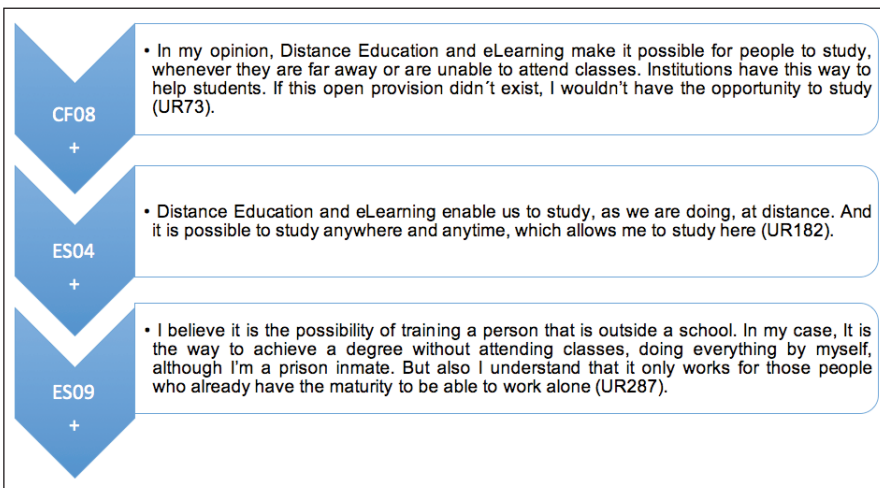 CF08
+
• In my opinion, Distance Education and eLearning make it possible for people to study,
whenever they are far away or are unable to attend classes. Institutions have this way to
help students. If this open provision didn´t exist, I wouldn't have the opportunity to study
(UR73).
ES04
+
• Distance Education and eLearning enable us to study, as we are doing, at distance. And
it is possible to study anywhere and anytime, which allows me to study here (UR182).
ES09
+
• I believe it is the possibility of training a person that is outside a school. In my case, It is
the way to achieve a degree without attending classes, doing everything by myself,
although I'm a prison inmate. But also I understand that it only works for those people
who already have the maturity to be able to work alone (UR287).